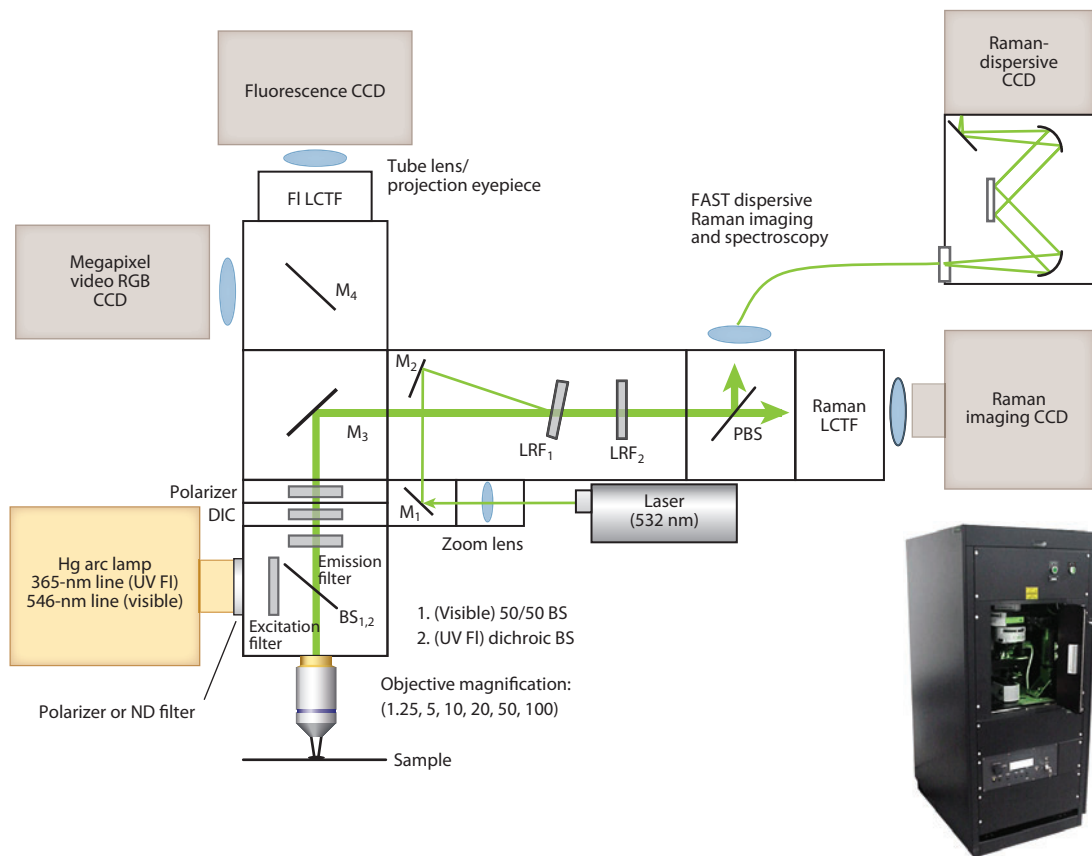 Fluorescence CCD
Tube lens/
projection eyepiece
Fl LCTF
Megapixel
video RGB
CCD
M4
Raman-
dispersive
CCD
FAST dispersive
Raman imaging
and spectroscopy
M2
M3
LRF1
LRF2
PBS
Raman
LCTF
Raman
imaging CCD
Polarizer
DIC
M1
Zoom lens
Laser
(532 nm)
Hg arc lamp
365-nm line (UV Fl)
546-nm line (visible)
Emission
filter
BS1,2
Excitation
filter
1. (Visible) 50/50 BS
2. (UV Fl) dichroic BS
Polarizer or ND filter
Objective magnification:
(1.25, 5, 10, 20, 50, 100)
Sample